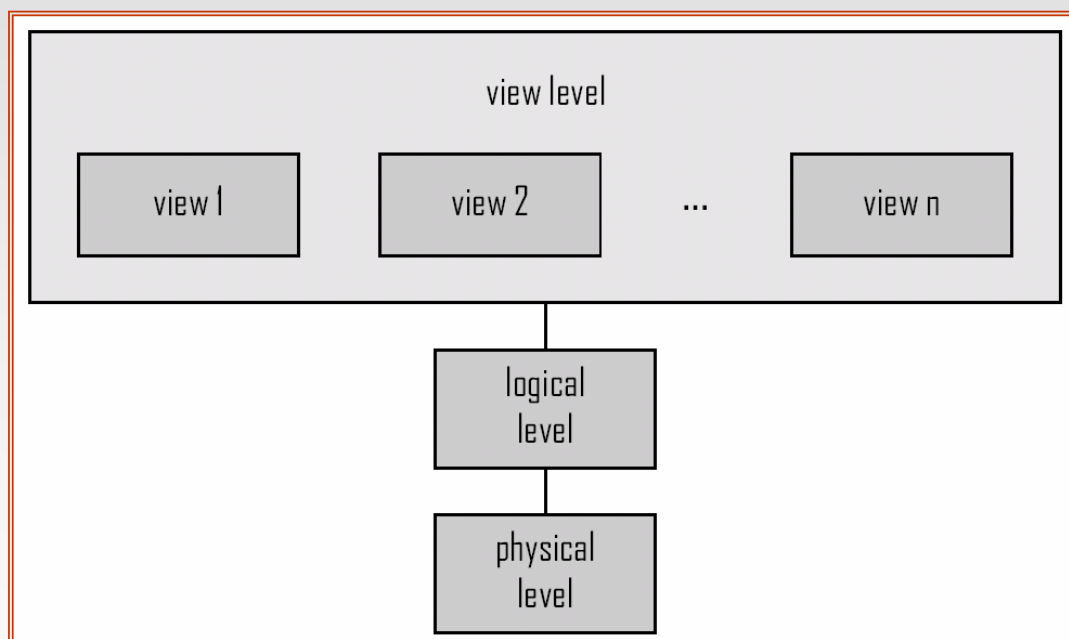 view level
view 1
view 2
...
view n
logical
level
physical
level